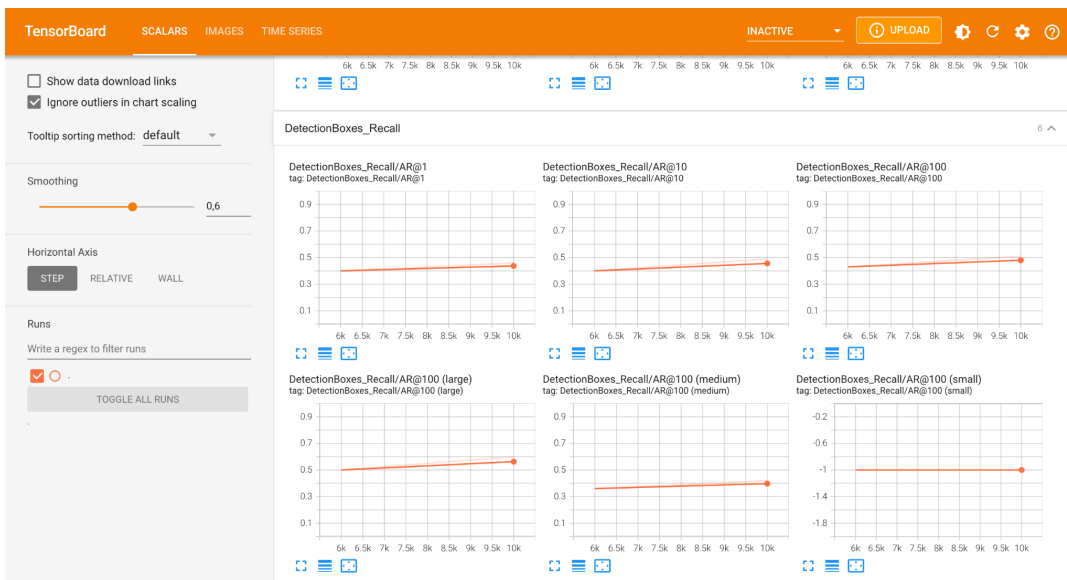 TensorBoard SCALARS IMAGES TIME SERIES INACTIVE UPLOAD
Show data download links
Ignore outliers in chart scaling
Tooltip sorting method: default
Smoothing
0,6
Horizontal Axis
STEP RELATIVE WALL
Runs
Write a regex to filter runs
.
TOGGLE ALL RUNS
.
6k 6.5k 7k 7.5k 8k 8.5k 9k 9.5k 10k
6k 6.5k 7k 7.5k 8k 8.5k 9k 9.5k 10k
6k 6.5k 7k 7.5k 8k 8.5k 9k 9.5k 10k
DetectionBoxes_Recall 6
DetectionBoxes_Recall/AR@1
tag: DetectionBoxes_Recall/AR@1
0.9
0.7
0.5
0.3
0.1
6k 6.5k 7k 7.5k 8k 8.5k 9k 9.5k 10k
DetectionBoxes_Recall/AR@10
tag: DetectionBoxes_Recall/AR@10
0.9
0.7
0.5
0.3
0.1
6k 6.5k 7k 7.5k 8k 8.5k 9k 9.5k 10k
DetectionBoxes_Recall/AR@100
tag: DetectionBoxes_Recall/AR@100
0.9
0.7
0.5
0.3
0.1
6k 6.5k 7k 7.5k 8k 8.5k 9k 9.5k 10k
DetectionBoxes_Recall/AR@100 (large)
tag: DetectionBoxes_Recall/AR@100 (large)
0.9
0.7
0.5
0.3
0.1
6k 6.5k 7k 7.5k 8k 8.5k 9k 9.5k 10k
DetectionBoxes_Recall/AR@100 (medium)
tag: DetectionBoxes_Recall/AR@100 (medium)
0.9
0.7
0.5
0.3
0.1
6k 6.5k 7k 7.5k 8k 8.5k 9k 9.5k 10k
DetectionBoxes_Recall/AR@100 (small)
tag: DetectionBoxes_Recall/AR@100 (small)
-0.2
-0.6
-1
-1.4
-1.8
6k 6.5k 7k 7.5k 8k 8.5k 9k 9.5k 10k